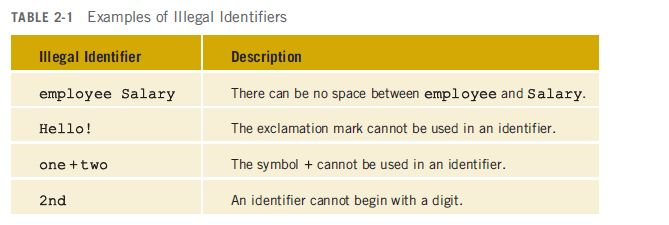 TABLE 2-1 Examples of Illegal Identifiers
Illegal Identifier Description
employee Salary There can be no space between employee and Salary.
Hello! The exclamation mark cannot be used in an identifier.
one+two The symbol + cannot be used in an identifier.
2nd An identifier cannot begin with a digit.